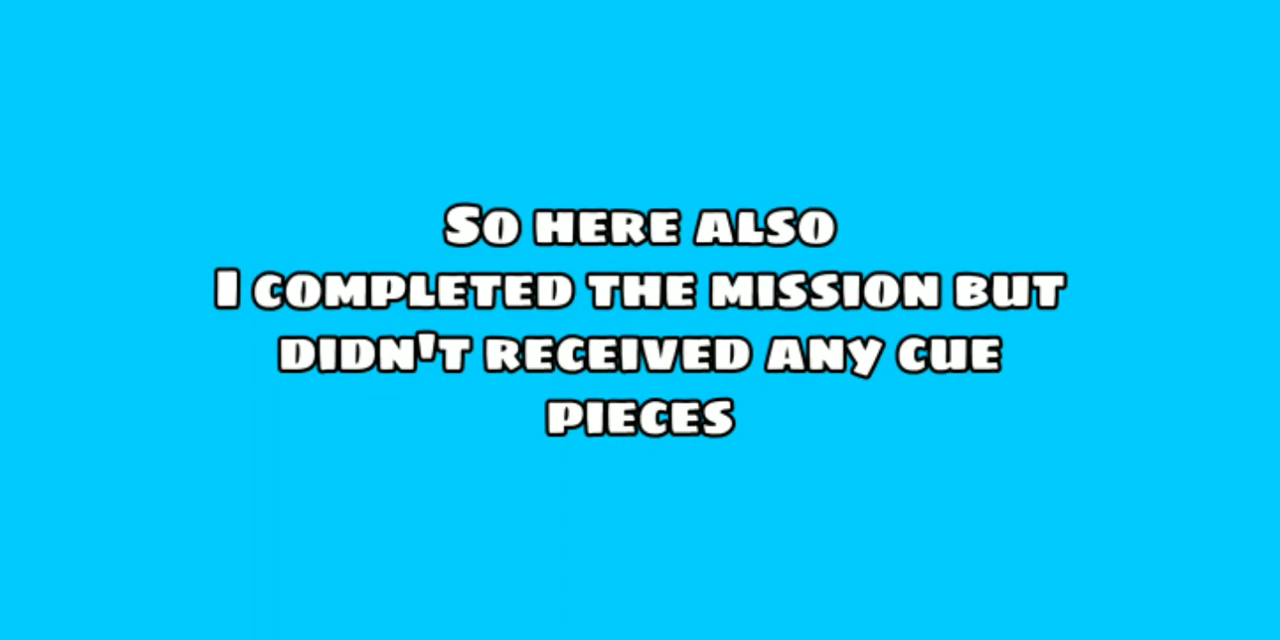 So here also
I completed the mission but
didn't received any cue
pieces